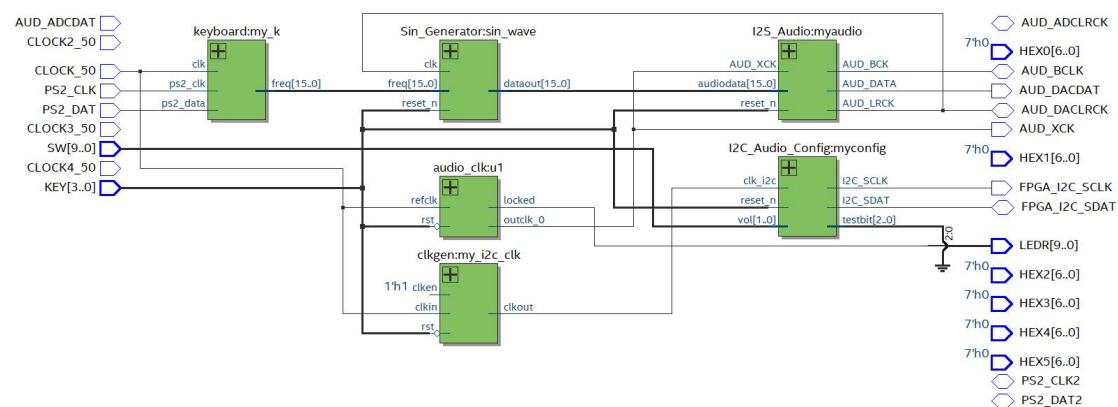 AUD_ADCDAT
CLOCK2_50
CLOCK_50
PS2_CLK
PS2_DAT
CLOCK3_50
SW[9..0]
CLOCK4_50
KEY[3..0]
keyboard:my_k
clk
ps2_clk
ps2_data
freq[15..0]
Sin_Generator:sin_wave
clk
freq[15..0]
reset_n
dataout[15..0]
audio_clk:u1
refclk
rst
locked
outclk_0
clkgen:my_i2c_clk
1'h1
clken
clkin
rst
clkout
I2S_Audio:myaudio
AUD_XCK
audiodata[15..0]
reset_n
AUD_BCK
AUD_DATA
AUD_LRCK
I2C_Audio_Config:myconfig
clk_i2c
reset_n
vol[1..0]
I2C_SCLK
I2C_SDAT
testbit[2..0]
2:0
AUD_ADCLRCK
7'h0
HEX0[6..0]
AUD_BCLK
AUD_DACDAT
AUD_DACLRCK
AUD_XCK
7'h0
HEX1[6..0]
FPGA_I2C_SCLK
FPGA_I2C_SDAT
LEDR[9..0]
7'h0
HEX2[6..0]
7'h0
HEX3[6..0]
7'h0
HEX4[6..0]
7'h0
HEX5[6..0]
PS2_CLK2
PS2_DAT2